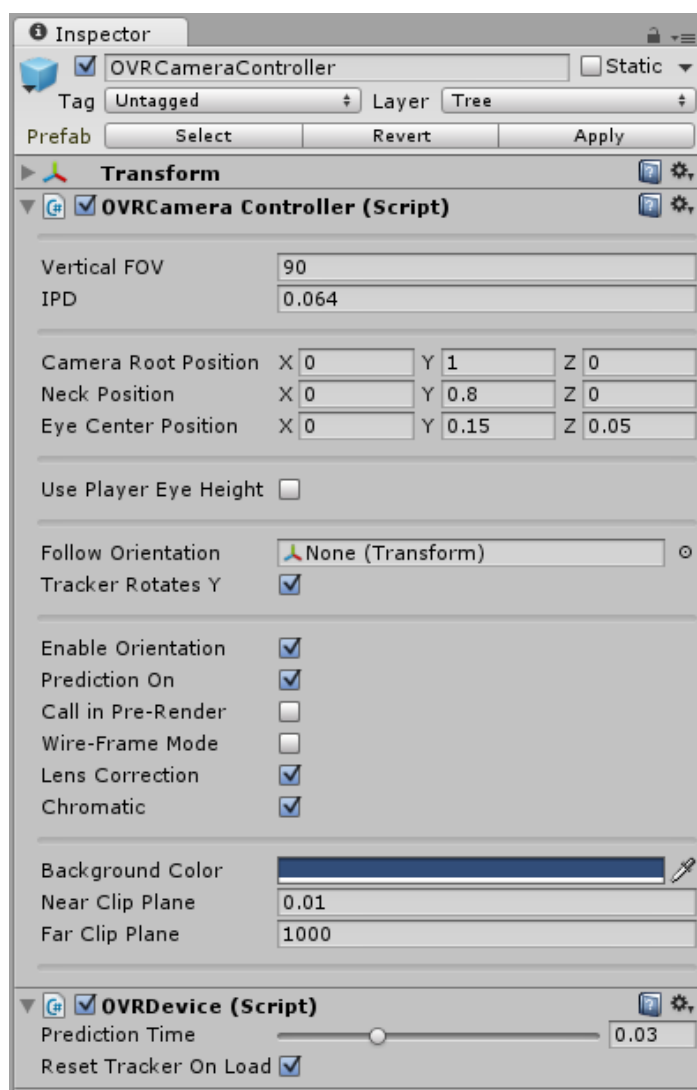 Inspector
OVRCameraController Static
Tag Untagged Layer Tree
Prefab Select Revert Apply
Transform
OVRCamera Controller (Script)
Vertical FOV 90
IPD 0.064
Camera Root Position X 0 Y 1 Z 0
Neck Position X 0 Y 0.8 Z 0
Eye Center Position X 0 Y 0.15 Z 0.05
Use Player Eye Height
Follow Orientation None (Transform)
Tracker Rotates Y
Enable Orientation
Prediction On
Call in Pre-Render
Wire-Frame Mode
Lens Correction
Chromatic
Background Color
Near Clip Plane 0.01
Far Clip Plane 1000
OVRDevice (Script)
Prediction Time 0.03
Reset Tracker On Load